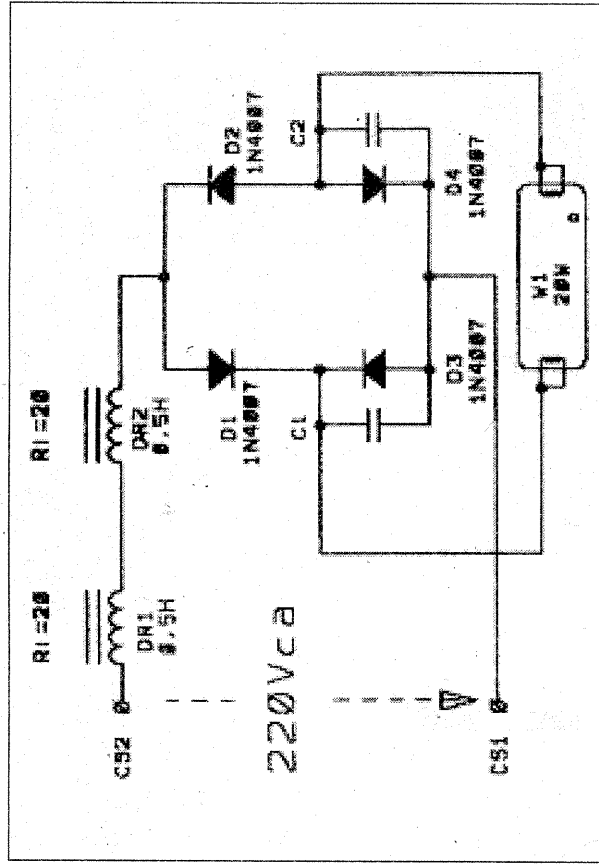 RI=20
RI=20
DR1
0.5H
DR2
0.5H
CS2
D1
1N4007
D2
1N4007
220Vca
C1
C2
D3
1N4007
D4
1N4007
CS1
W1
20W